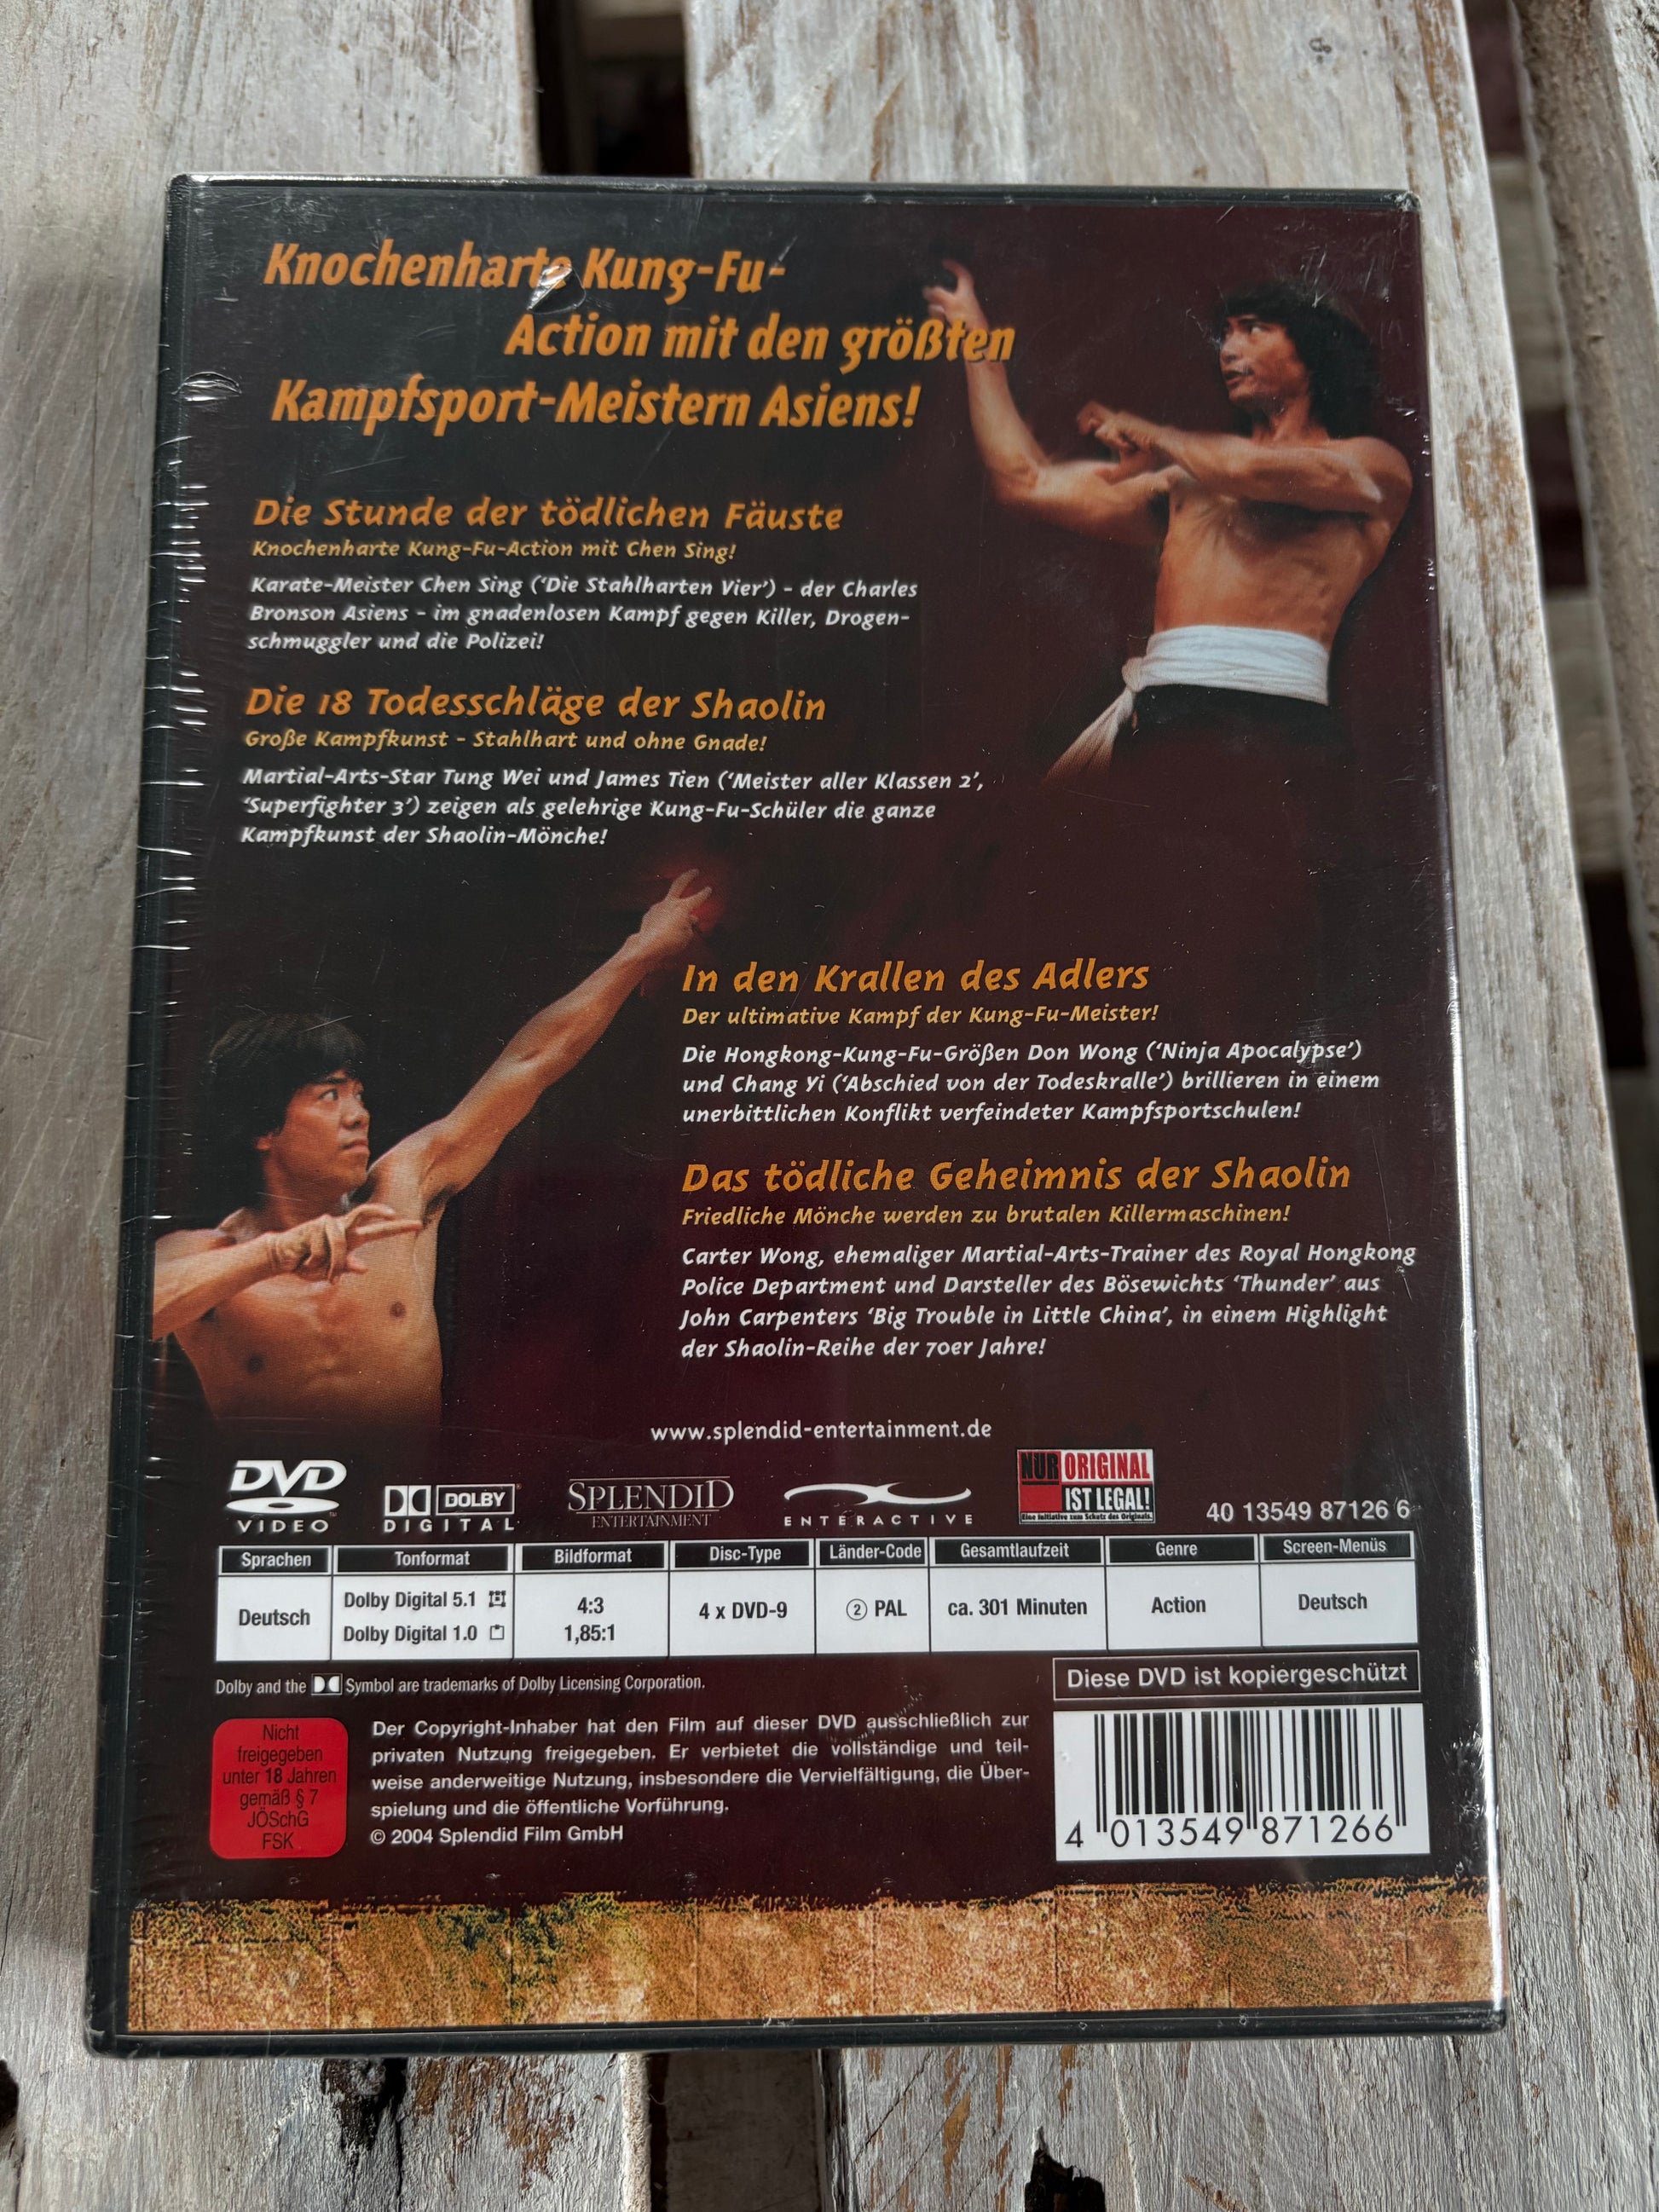 Knochenharte Kung-Fu-
Action mit den größten
Kampfsport-Meistern Asiens!
Die Stunde der tödlichen Fäuste
Knochenharte Kung-Fu-Action mit Chen Sing!
Karate-Meister Chen Sing (‘Die Stahlharten Vier’) - der Charles
Bronson Asiens - im gnadenlosen Kampf gegen Killer, Drogen-
schmuggler und die Polizei!
Die 18 Todesschläge der Shaolin
Große Kampfkunst - Stahlhart und ohne Gnade!
Martial-Arts-Star Tung Wei und James Tien (‘Meister aller Klassen 2’,
‘Superfighter 3’) zeigen als gelehrige Kung-Fu-Schüler die ganze
Kampfkunst der Shaolin-Mönche!
In den Krallen des Adlers
Der ultimative Kampf der Kung-Fu-Meister!
Die Hongkong-Kung-Fu-Größen Don Wong (‘Ninja Apocalypse’)
und Chang Yi (‘Abschied von der Todeskralle’) brillieren in einem
unerbittlichen Konflikt verfeindeter Kampfsportschulen!
Das tödliche Geheimnis der Shaolin
Friedliche Mönche werden zu brutalen Killermaschinen!
Carter Wong, ehemaliger Martial-Arts-Trainer des Royal Hongkong
Police Department und Darsteller des Bösewichts ‘Thunder’ aus
John Carpenters ‘Big Trouble in Little China’, in einem Highlight
der Shaolin-Reihe der 70er Jahre!
www.splendid-entertainment.de
DVD VIDEO
DOLBY DIGITAL
SPLENDID ENTERTAINMENT
ENTERACTIVE
NUR ORIGINAL
IST LEGAL!
Eine Initiative zum Schutz des Originals.
40 13549 87126 6
Sprachen Tonformat Bildformat Disc-Type Länder-Code Gesamtlaufzeit Genre Screen-Menüs
Deutsch Dolby Digital 5.1 4:3 4 x DVD-9 2 PAL ca. 301 Minuten Action Deutsch
Dolby Digital 1.0 1,85:1
Dolby and the Symbol are trademarks of Dolby Licensing Corporation.
Diese DVD ist kopiergeschützt
Nicht
freigegeben
unter 18 Jahren
gemäß § 7
JÖSchG
FSK
Der Copyright-Inhaber hat den Film auf dieser DVD ausschließlich zur
privaten Nutzung freigegeben. Er verbietet die vollständige und teil-
weise anderweitige Nutzung, insbesondere die Vervielfältigung, die Über-
spielung und die öffentliche Vorführung.
© 2004 Splendid Film GmbH
4 013549 871266